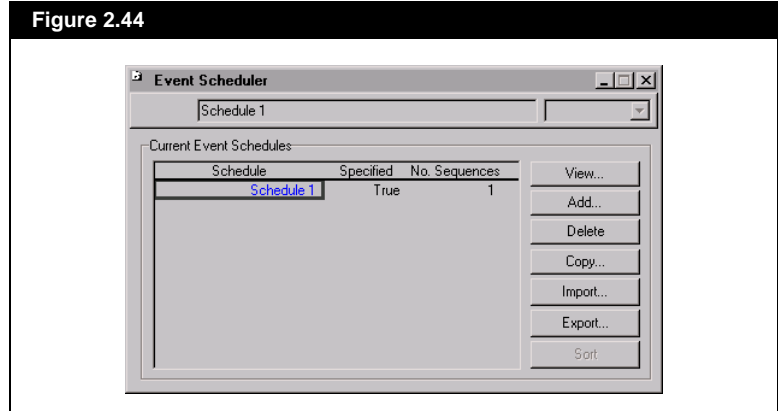 Figure 2.44
Event Scheduler
Schedule 1
Current Event Schedules
Schedule Specified No. Sequences
Schedule 1 True 1
View...
Add...
Delete
Copy...
Import...
Export...
Sort